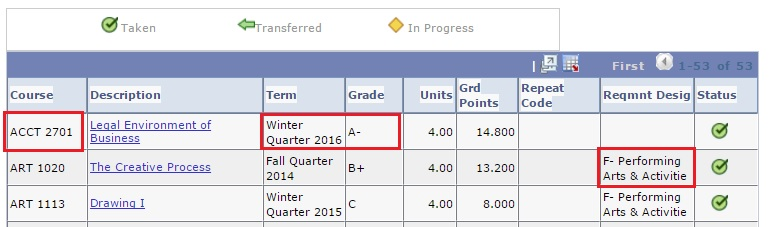 Taken Transferred In Progress
| First 1-53 of 53
Course Description Term Grade Units Grd Points Repeat Code Reqmnt Desig Status
ACCT 2701 Legal Environment of Business Winter Quarter 2016 A- 4.00 14.800
ART 1020 The Creative Process Fall Quarter 2014 B+ 4.00 13.200 F- Performing Arts & Activitie
ART 1113 Drawing I Winter Quarter 2015 C 4.00 8.000 F- Performing Arts & Activitie